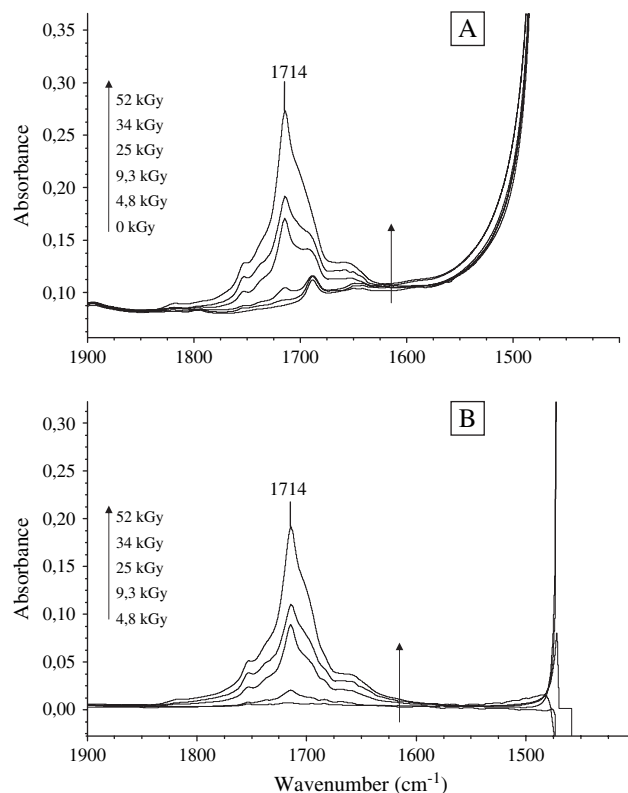 A
0,35
0,30
0,25
0,20
0,15
0,10
Absorbance
1714
52 kGy
34 kGy
25 kGy
9,3 kGy
4,8 kGy
0 kGy
1900
1800
1700
1600
1500
B
0,30
0,25
0,20
0,15
0,10
0,05
0,00
Absorbance
1714
52 kGy
34 kGy
25 kGy
9,3 kGy
4,8 kGy
1900
1800
1700
1600
1500
Wavenumber (cm⁻¹)